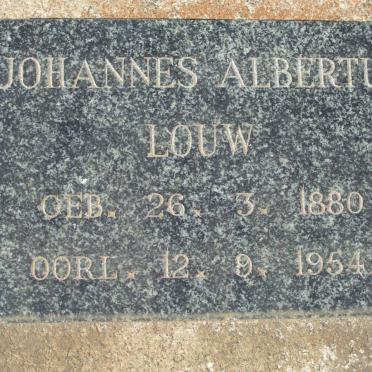 JOHANNES ALBERTU
LOUW
GEB. 26. 3. 1880
OORL. 12. 9. 1954